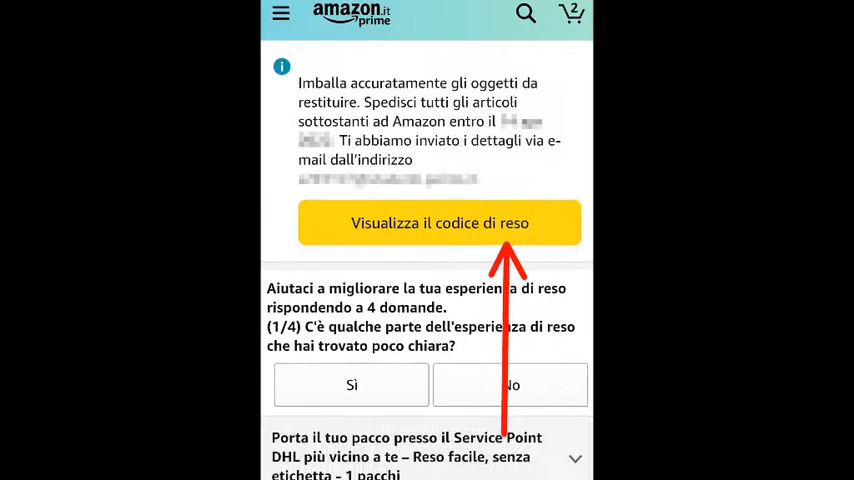 amazon.it
prime
2
i
Imballa accuratamente gli oggetti da
restituire. Spedisci tutti gli articoli
sottostanti ad Amazon entro il
Ti abbiamo inviato i dettagli via e-
mail dall'indirizzo
Visualizza il codice di reso
Aiutaci a migliorare la tua esperienza di reso
rispondendo a 4 domande.
(1/4) C'è qualche parte dell'esperienza di reso
che hai trovato poco chiara?
Sì
No
Porta il tuo pacco presso il Service Point
DHL più vicino a te – Reso facile, senza
etichetta - 1 pacchi